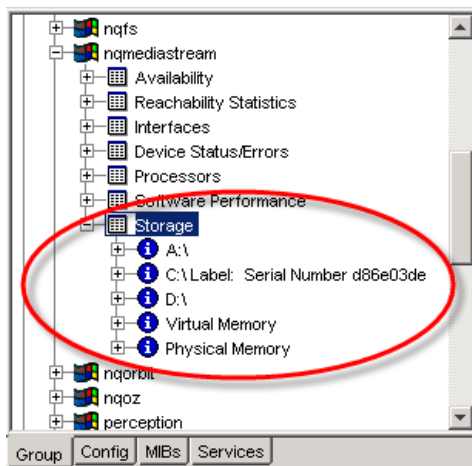 nqfs
nqmediastream
Availability
Reachability Statistics
Interfaces
Device Status/Errors
Processors
Software Performance
Storage
A:\
C:\ Label: Serial Number d86e03de
D:\
Virtual Memory
Physical Memory
nqorbit
nqoz
perception
Group Config MIBs Services